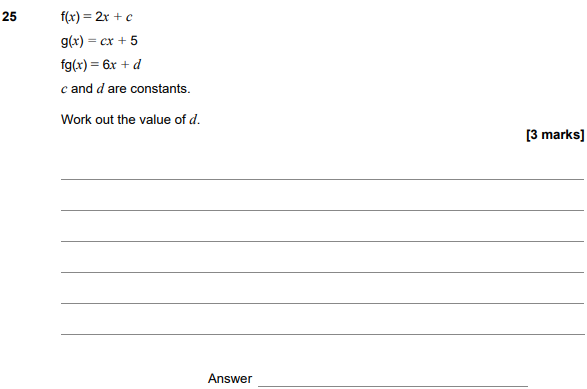 25 f(x) = 2x + c
g(x) = cx + 5
fg(x) = 6x + d
c and d are constants.
Work out the value of d.
[3 marks]
Answer